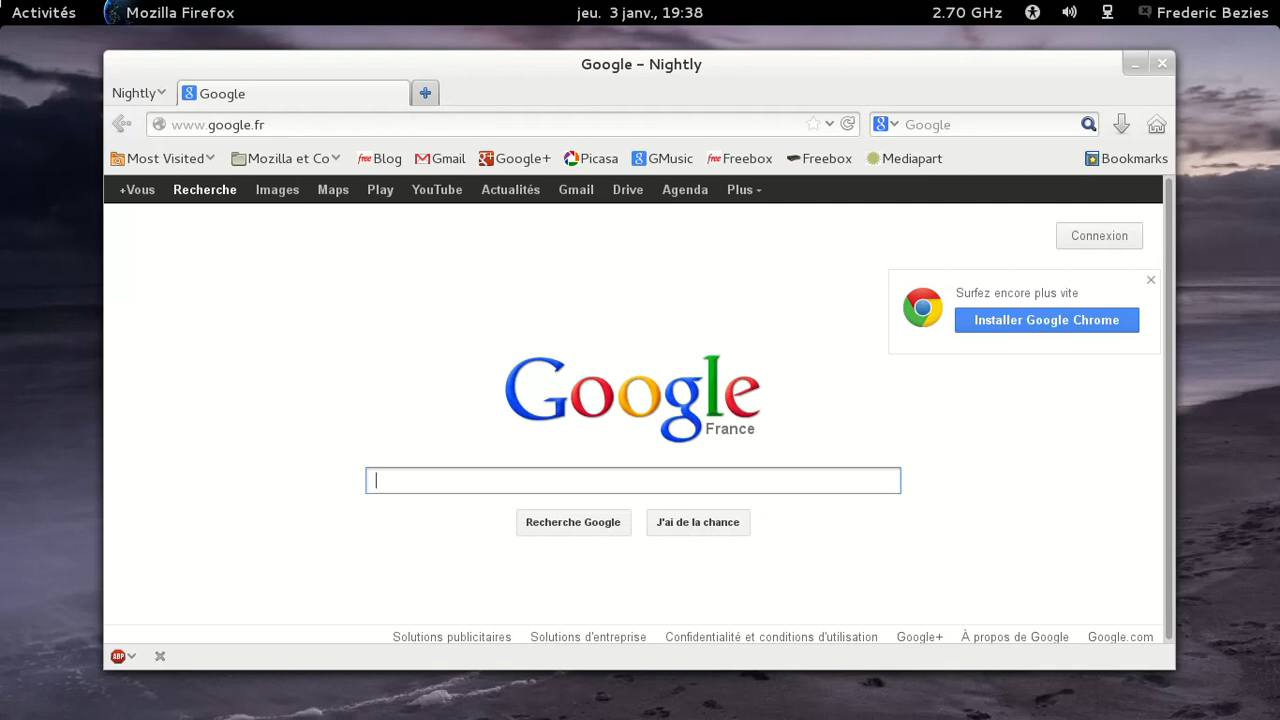 Activités Mozilla Firefox jeu. 3 janv., 19:38 2.70 GHz Frederic Bezies
Google – Nightly
Nightly Google
www.google.fr Google
Most Visited Mozilla et Co free Blog Gmail Google+ Picasa GMusic free Freebox Freebox Mediapart Bookmarks
+Vous Recherche Images Maps Play YouTube Actualités Gmail Drive Agenda Plus
Connexion
Surfez encore plus vite
Installer Google Chrome
Google
France
Recherche Google J'ai de la chance
Solutions publicitaires Solutions d'entreprise Confidentialité et conditions d'utilisation Google+ À propos de Google Google.com
ABP